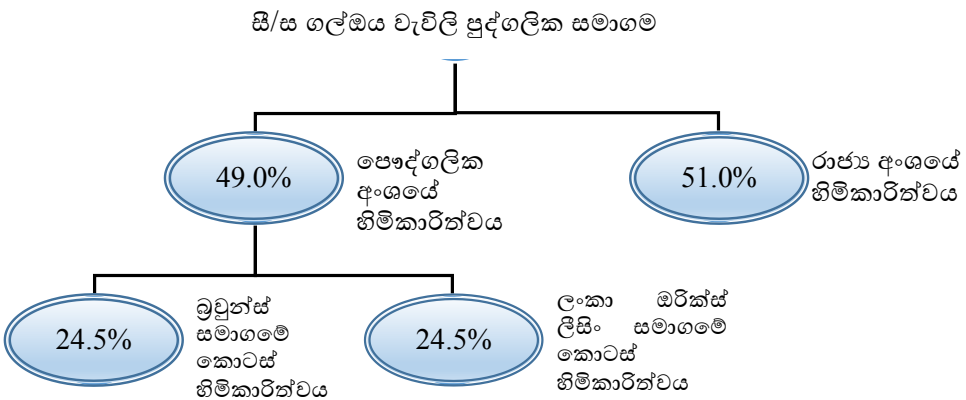 සී/ස ගල්ඔය වැවිලි පුද්ගලික සමාගම
49.0%
පෞද්ගලික
අංශයේ
හිමිකාරිත්වය
51.0%
රාජ්‍ය අංශයේ
හිමිකාරිත්වය
24.5%
බ්‍රවුන්ස්
සමාගමේ
කොටස්
හිමිකාරිත්වය
24.5%
ලංකා ඔරික්ස්
ලීසිං සමාගමේ
කොටස්
හිමිකාරිත්වය